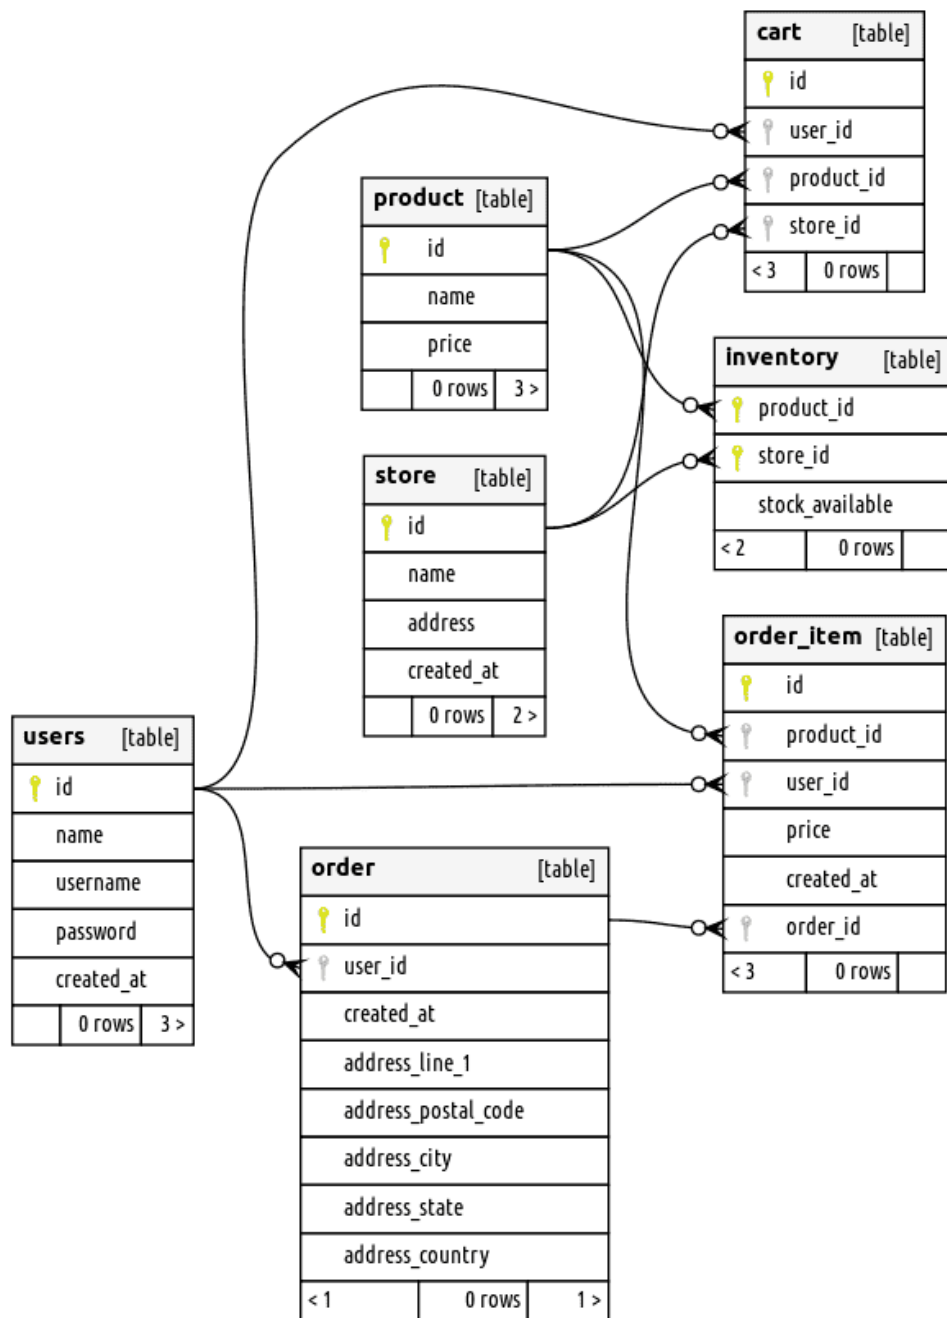 cart [table]
id
user_id
product_id
store_id
< 3 0 rows
product [table]
id
name
price
0 rows 3 >
inventory [table]
product_id
store_id
stock_available
< 2 0 rows
store [table]
id
name
address
created_at
0 rows 2 >
order_item [table]
id
product_id
user_id
price
created_at
order_id
< 3 0 rows
users [table]
id
name
username
password
created_at
0 rows 3 >
order [table]
id
user_id
created_at
address_line_1
address_postal_code
address_city
address_state
address_country
< 1 0 rows 1 >